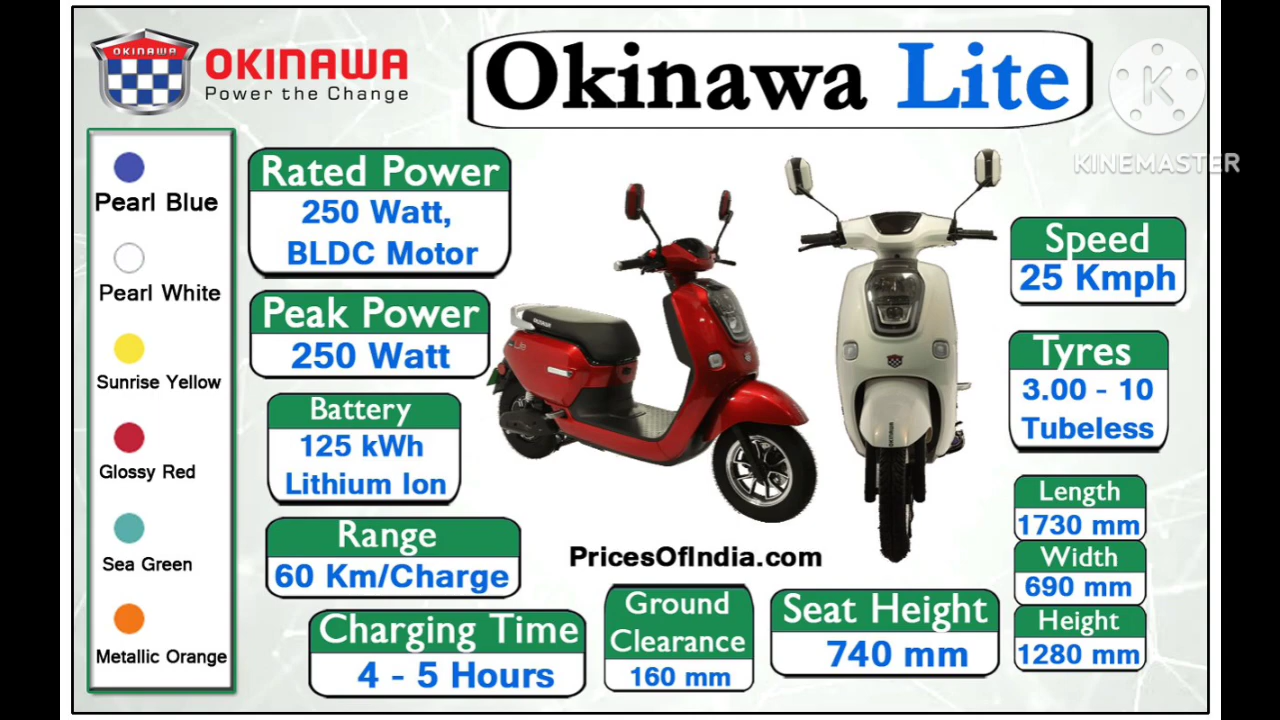 OKINAWA
OKINAWA
Power the Change
Okinawa Lite
K
KINEMASTER
Pearl Blue
Pearl White
Sunrise Yellow
Glossy Red
Sea Green
Metallic Orange
Rated Power
250 Watt,
BLDC Motor
Peak Power
250 Watt
Battery
125 kWh
Lithium Ion
Range
60 Km/Charge
Charging Time
4 - 5 Hours
OKINAWA
Lite
OKINAWA
PricesOfIndia.com
Ground
Clearance
160 mm
Seat Height
740 mm
Speed
25 Kmph
Tyres
3.00 - 10
Tubeless
Length
1730 mm
Width
690 mm
Height
1280 mm